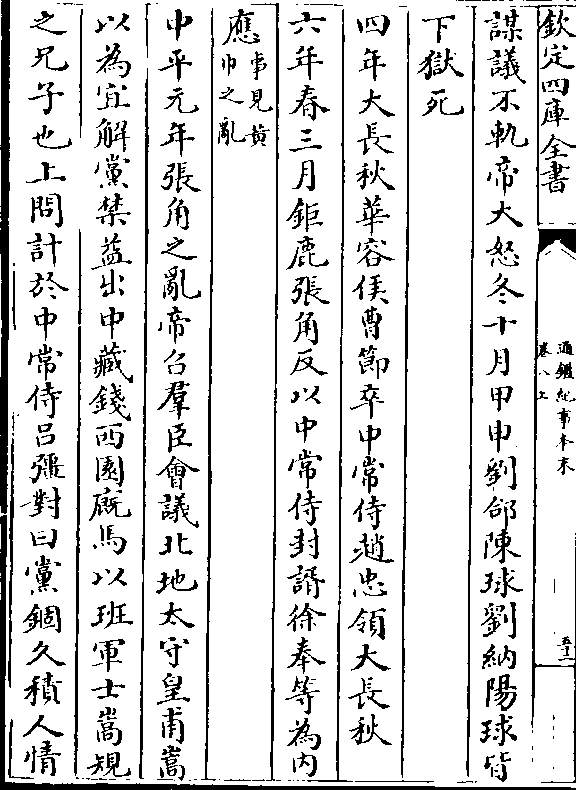 欽定四庫全書
通鑑紀事本末
卷八上
五十二
謀議不軌帝大怒冬十月甲申劉郃陳球劉納陽球皆
下獄死
四年大長秋華容侯曹節卒中常侍趙忠領大長秋
六年春三月鉅鹿張角反以中常侍封諝徐奉等為内
應事見黃
巾之亂
中平元年張角之亂帝召羣臣會議北地太守皇甫嵩
以為宜解黨禁益出中藏錢西園廐馬以班軍士嵩規
之兄子也上問計於中常侍吕彊對曰黨錮久積人情